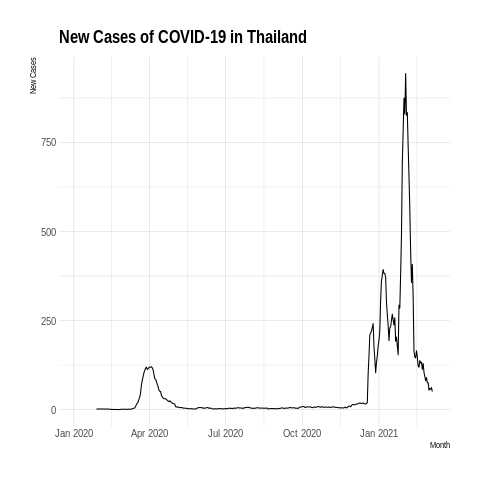 New Cases of COVID-19 in Thailand
New Cases
750
500
250
0
Jan 2020 Apr 2020 Jul 2020 Oct 2020 Jan 2021
Month